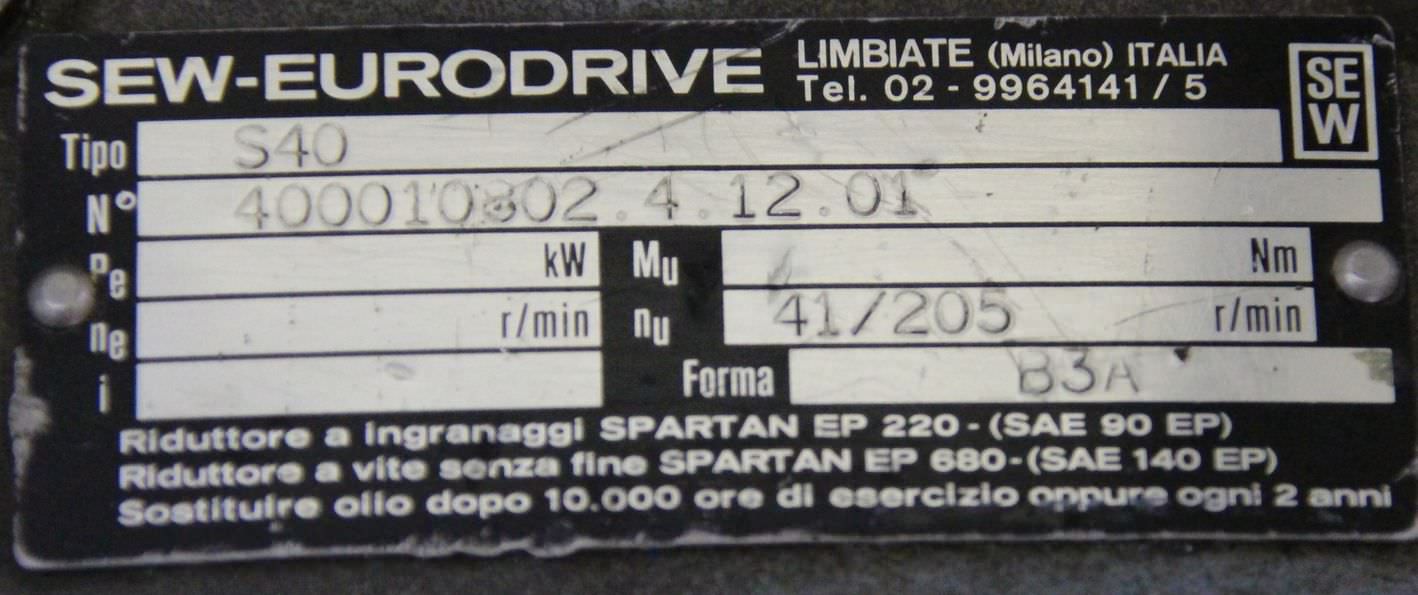 SEW-EURODRIVE LIMBIATE (Milano) ITALIA
Tel. 02 - 9964141 / 5
SE
W
Tipo S40
N° 400010802.4.12.01
Pe kW Mu Nm
ne r/min nu 41/205 r/min
i Forma B3A
Riduttore a ingranaggi SPARTAN EP 220-(SAE 90 EP)
Riduttore a vite senza fine SPARTAN EP 680-(SAE 140 EP)
Sostituire olio dopo 10.000 ore di esercizio oppure ogni 2 anni